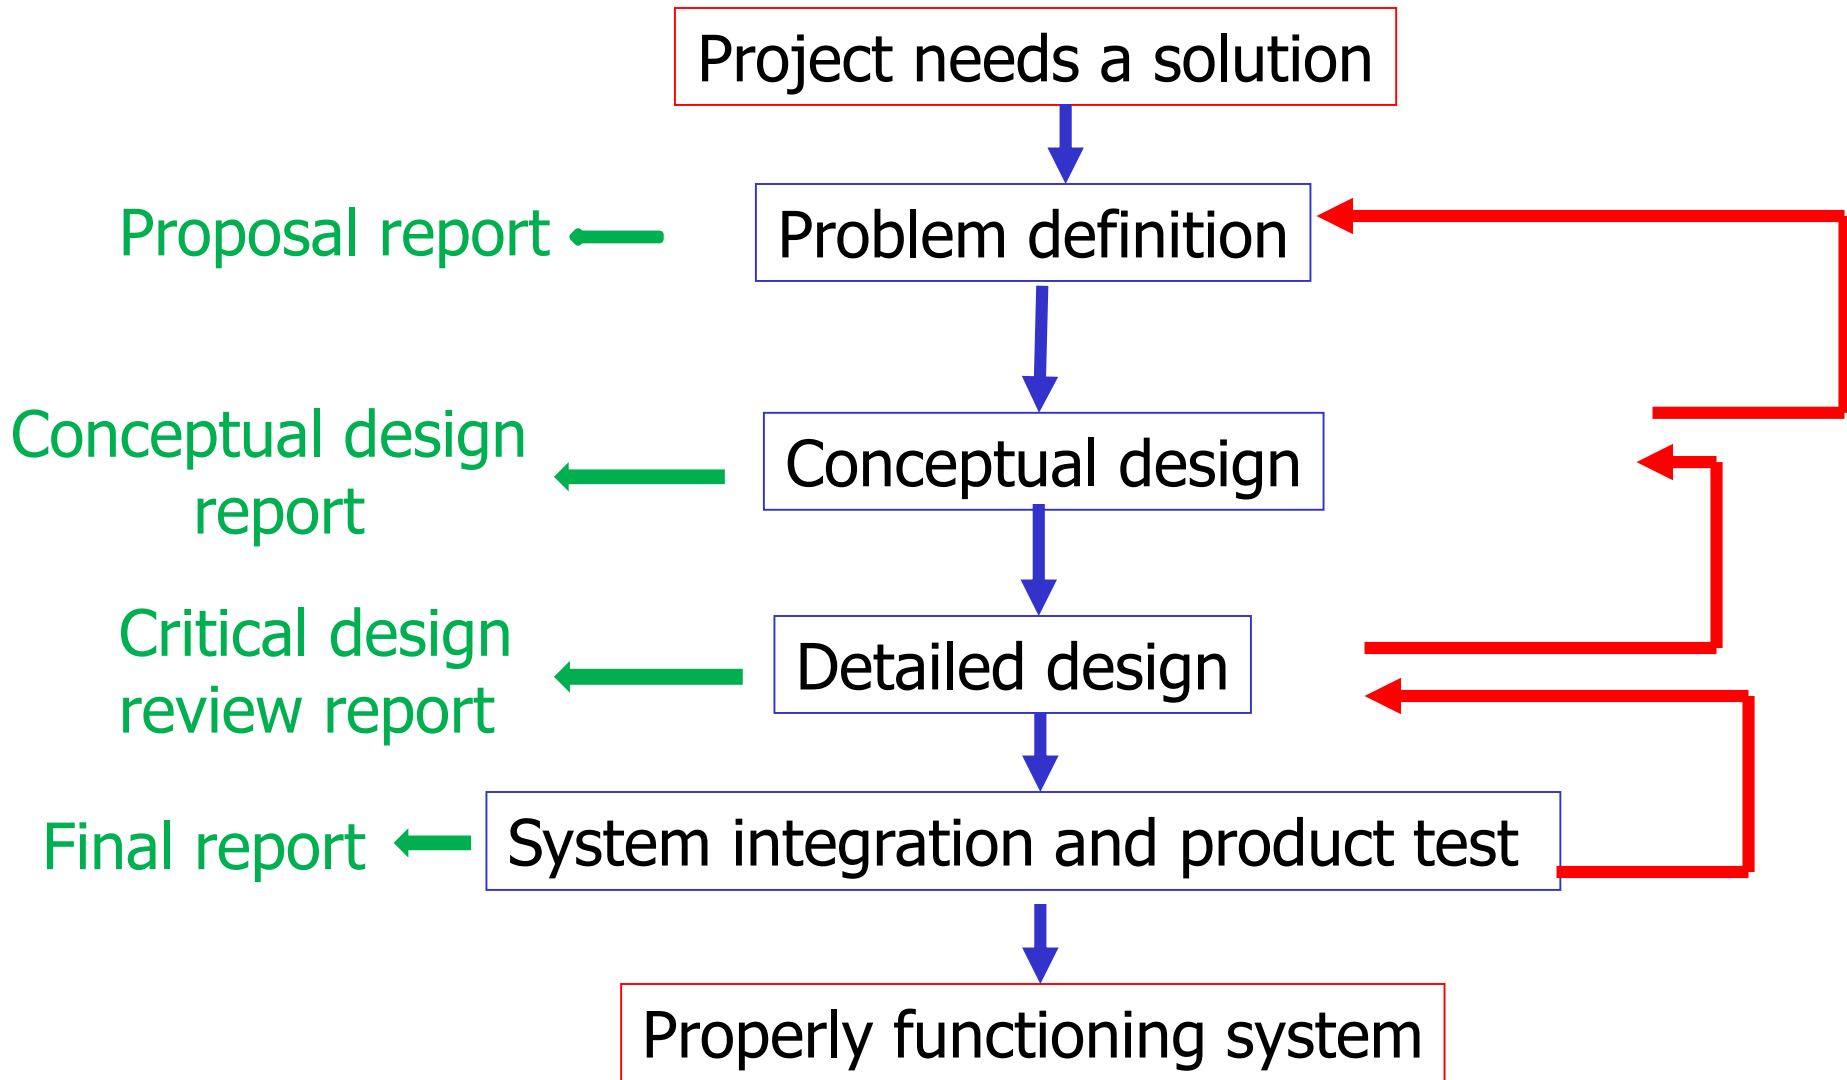 Project needs a solution
Proposal report
Problem definition
Conceptual design
report
Conceptual design
Critical design
review report
Detailed design
Final report
System integration and product test
Properly functioning system